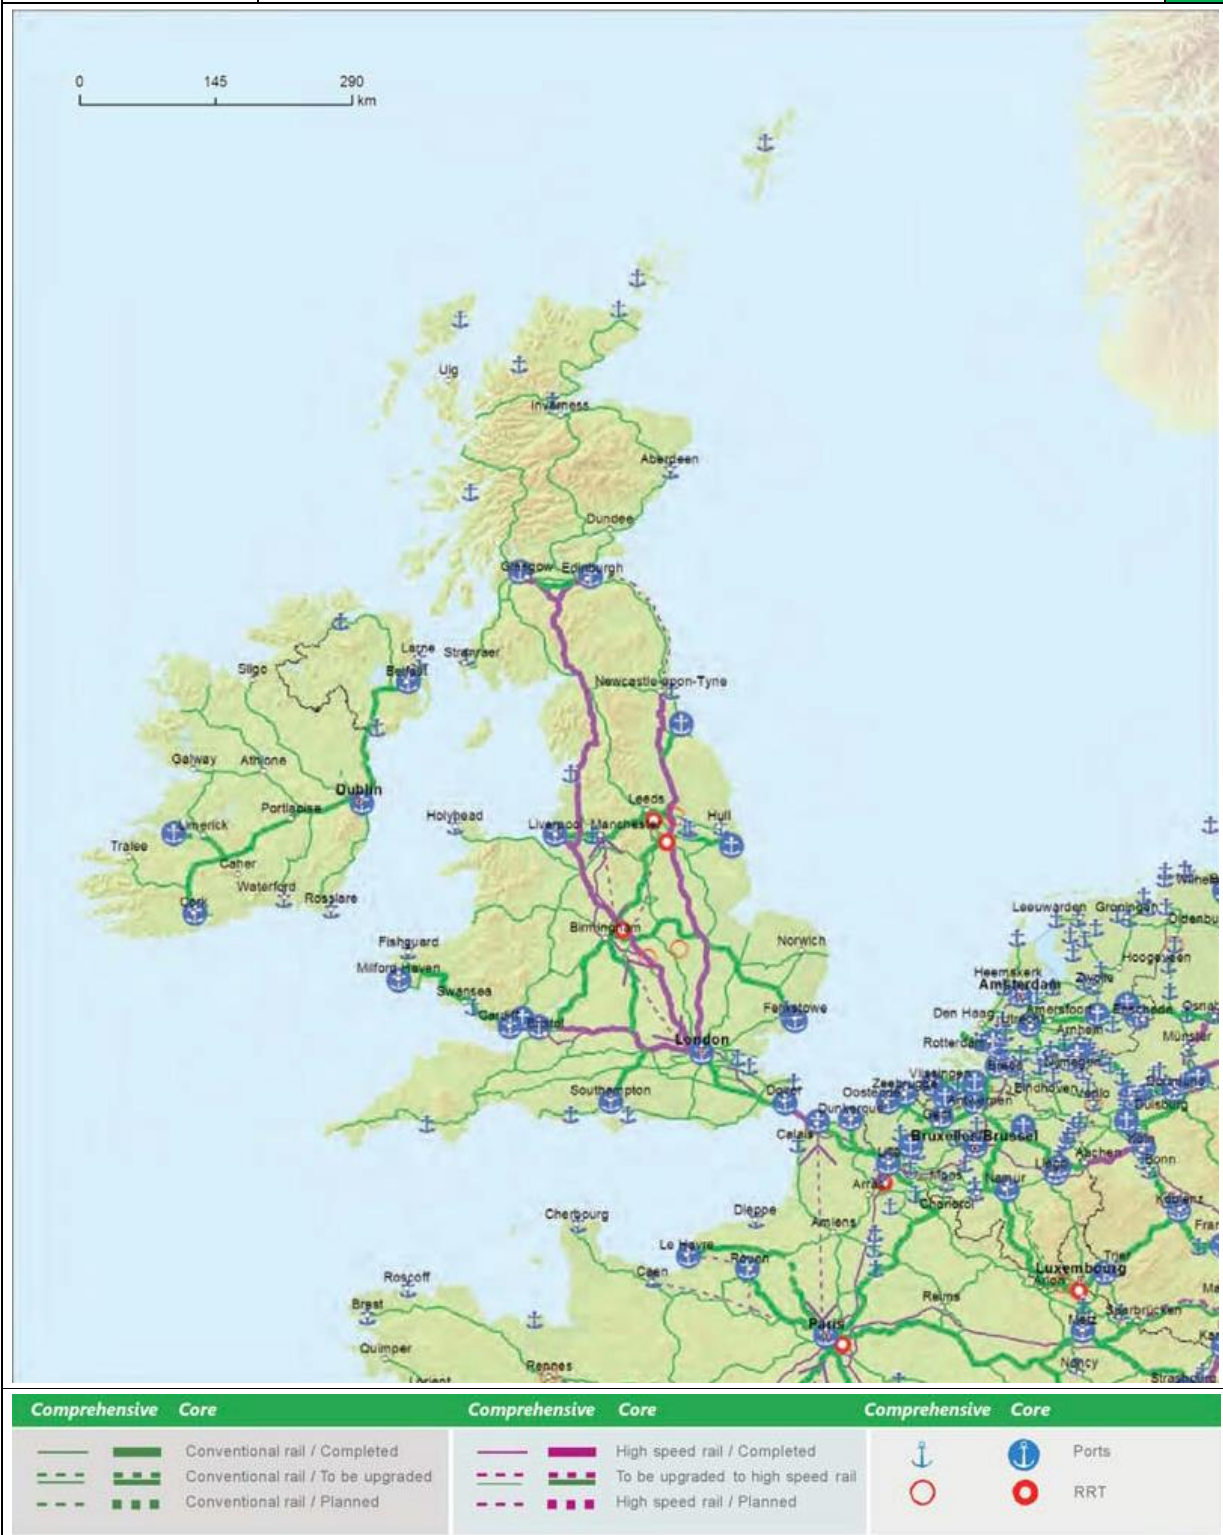 0 145 290
km
Uig
Inverness
Aberdeen
Dundee
Glasgow Edinburgh
Larne
Stranraer
Sligo
Belfast
Newcastle-upon-Tyne
Galway Athlone
Dublin
Portlaoise
Leeds
Holyhead
Hull
Limerick
Liverpool Manchester
Tralee
Caher
Waterford
Rosslare
Cork
Birmingham
Norwich
Fishguard
Milford Haven
Swansea
Cardiff Bristol
Felixstowe
London
Southampton
Dover
Leeuwarden Groningen
Hoogeveen
Heemskerk
Amsterdam
Zwolle
Den Haag
Utrecht
Amersfoort
Enschede
Arnhem
Rotterdam
Münster
Breda
Nijmegen
Vlissingen
Zeebrugge
Eindhoven
Venlo
Oostende
Antwerpen
Duisburg
Dunkerque
Gent
Calais
Bruxelles/Brussel
Köln
Lille
Liège
Aachen
Bonn
Arras
Mons
Namur
Charleroi
Koblenz
Cherbourg
Dieppe
Amiens
Le Havre
Rouen
Trier
Luxembourg
Arlon
Caen
Roscoff
Reims
Saarbrücken
Brest
Paris
Metz
Quimper
Rennes
Nancy
Strasbourg
Lorient
Comprehensive Core Comprehensive Core Comprehensive Core
Conventional rail / Completed High speed rail / Completed Ports
Conventional rail / To be upgraded To be upgraded to high speed rail
Conventional rail / Planned High speed rail / Planned RRT